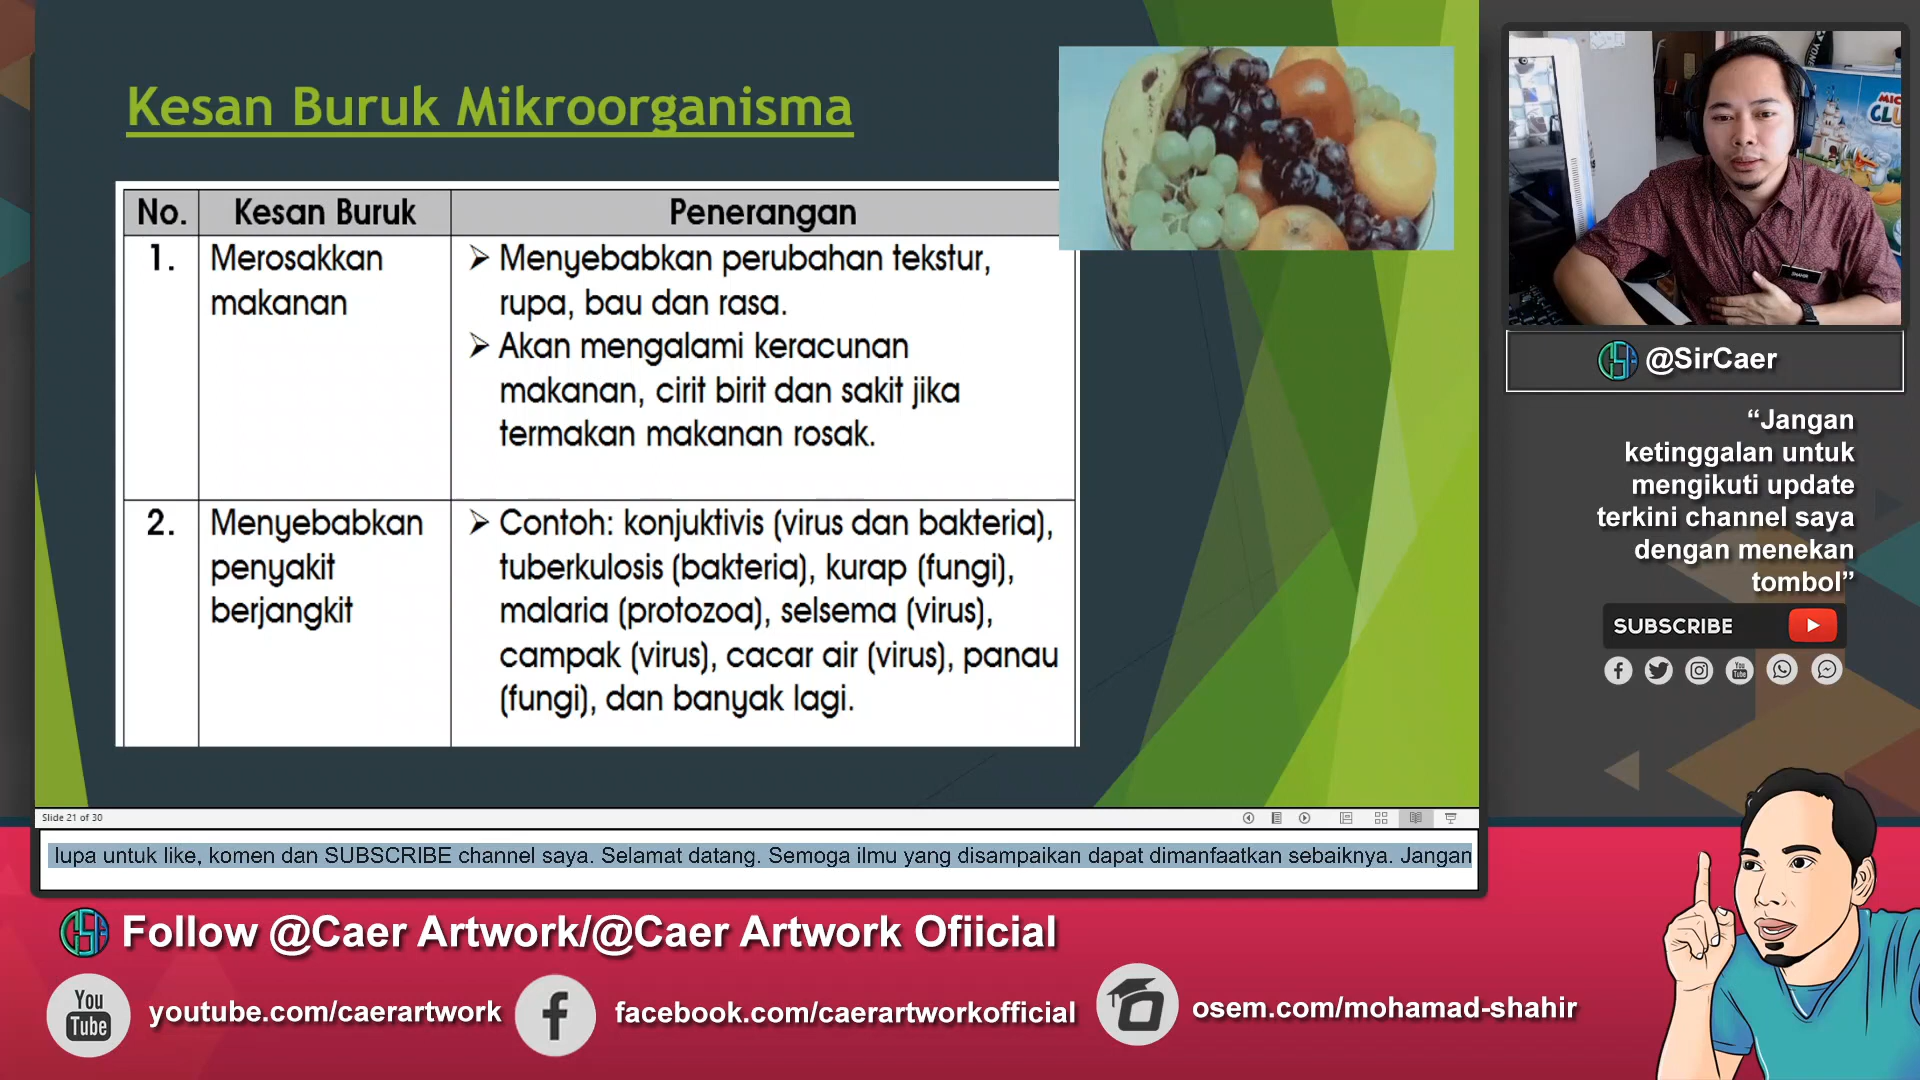 Kesan Buruk Mikroorganisma
No. Kesan Buruk Penerangan
1. Merosakkan makanan
➢ Menyebabkan perubahan tekstur,
rupa, bau dan rasa.
➢ Akan mengalami keracunan
makanan, cirit birit dan sakit jika
termakan makanan rosak.
2. Menyebabkan
penyakit
berjangkit
➢ Contoh: konjuktivis (virus dan bakteria),
tuberkulosis (bakteria), kurap (fungi),
malaria (protozoa), selsema (virus),
campak (virus), cacar air (virus), panau
(fungi), dan banyak lagi.
Slide 21 of 30
lupa untuk like, komen dan SUBSCRIBE channel saya. Selamat datang. Semoga ilmu yang disampaikan dapat dimanfaatkan sebaiknya. Jangan
@SirCaer
“Jangan
ketinggalan untuk
mengikuti update
terkini channel saya
dengan menekan
tombol”
SUBSCRIBE
Follow @Caer Artwork/@Caer Artwork Ofiicial
You
Tube
youtube.com/caerartwork
facebook.com/caerartworkofficial
osem.com/mohamad-shahir